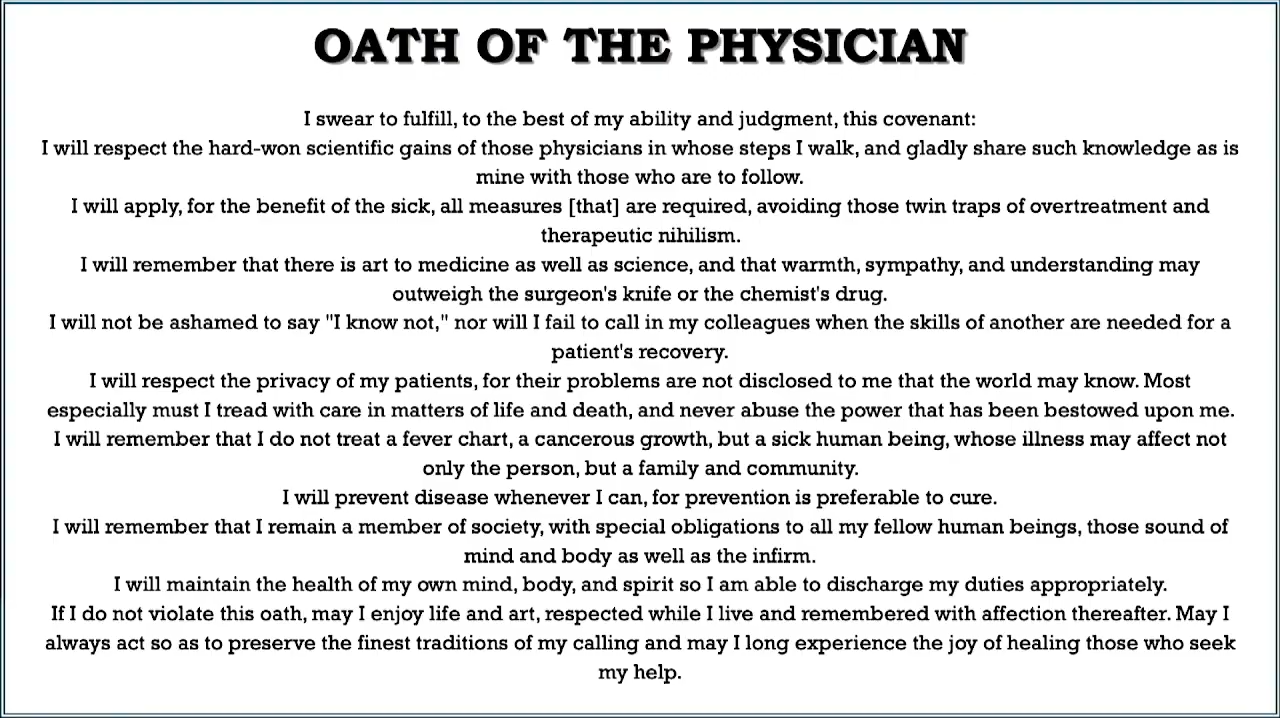 OATH OF THE PHYSICIAN
I swear to fulfill, to the best of my ability and judgment, this covenant:
I will respect the hard-won scientific gains of those physicians in whose steps I walk, and gladly share such knowledge as is
mine with those who are to follow.
I will apply, for the benefit of the sick, all measures [that] are required, avoiding those twin traps of overtreatment and
therapeutic nihilism.
I will remember that there is art to medicine as well as science, and that warmth, sympathy, and understanding may
outweigh the surgeon's knife or the chemist's drug.
I will not be ashamed to say "I know not," nor will I fail to call in my colleagues when the skills of another are needed for a
patient's recovery.
I will respect the privacy of my patients, for their problems are not disclosed to me that the world may know. Most
especially must I tread with care in matters of life and death, and never abuse the power that has been bestowed upon me.
I will remember that I do not treat a fever chart, a cancerous growth, but a sick human being, whose illness may affect not
only the person, but a family and community.
I will prevent disease whenever I can, for prevention is preferable to cure.
I will remember that I remain a member of society, with special obligations to all my fellow human beings, those sound of
mind and body as well as the infirm.
I will maintain the health of my own mind, body, and spirit so I am able to discharge my duties appropriately.
If I do not violate this oath, may I enjoy life and art, respected while I live and remembered with affection thereafter. May I
always act so as to preserve the finest traditions of my calling and may I long experience the joy of healing those who seek
my help.